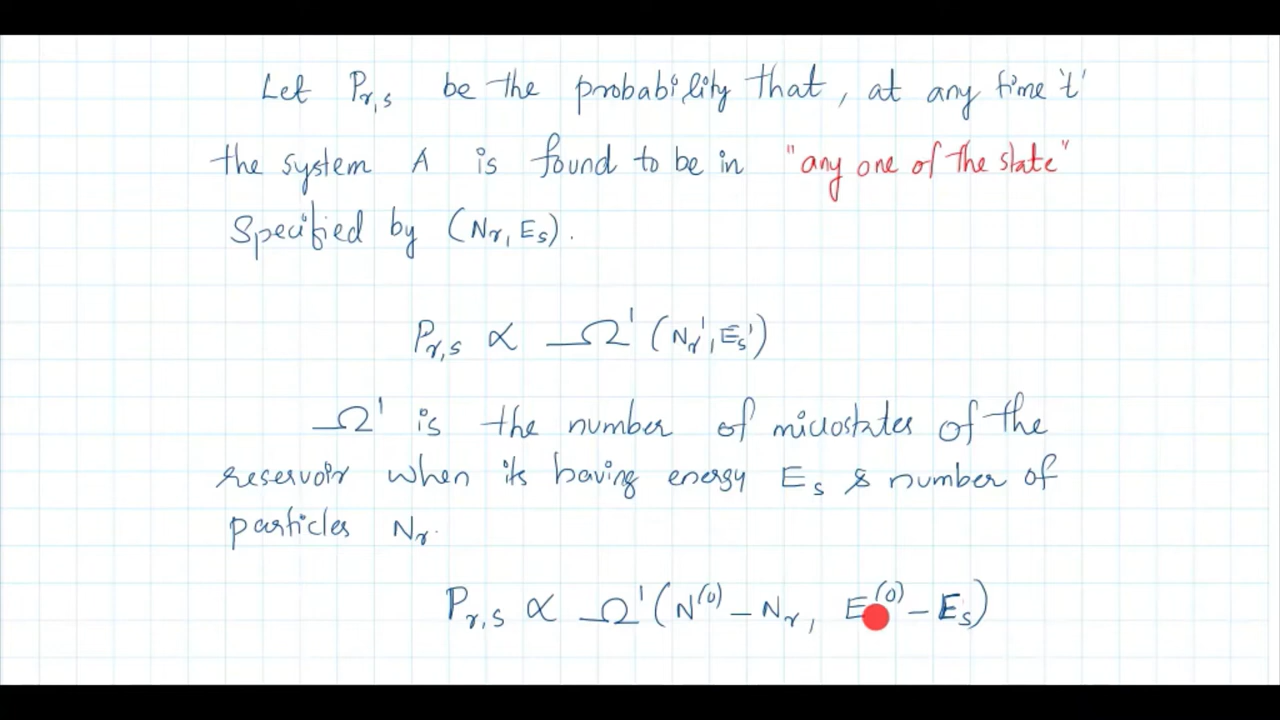 Let Pr,s be the probability that, at any time 't'
the system A is found to be in "any one of the state"
Specified by (Nr, Es).
Pr,s ∝ Ω' (Nr', Es')
Ω' is the number of microstates of the
reservoir when its having energy Es & number of
particles Nr.
Pr,s ∝ Ω' (N⁽⁰⁾ – Nr, E⁽⁰⁾ – Es)